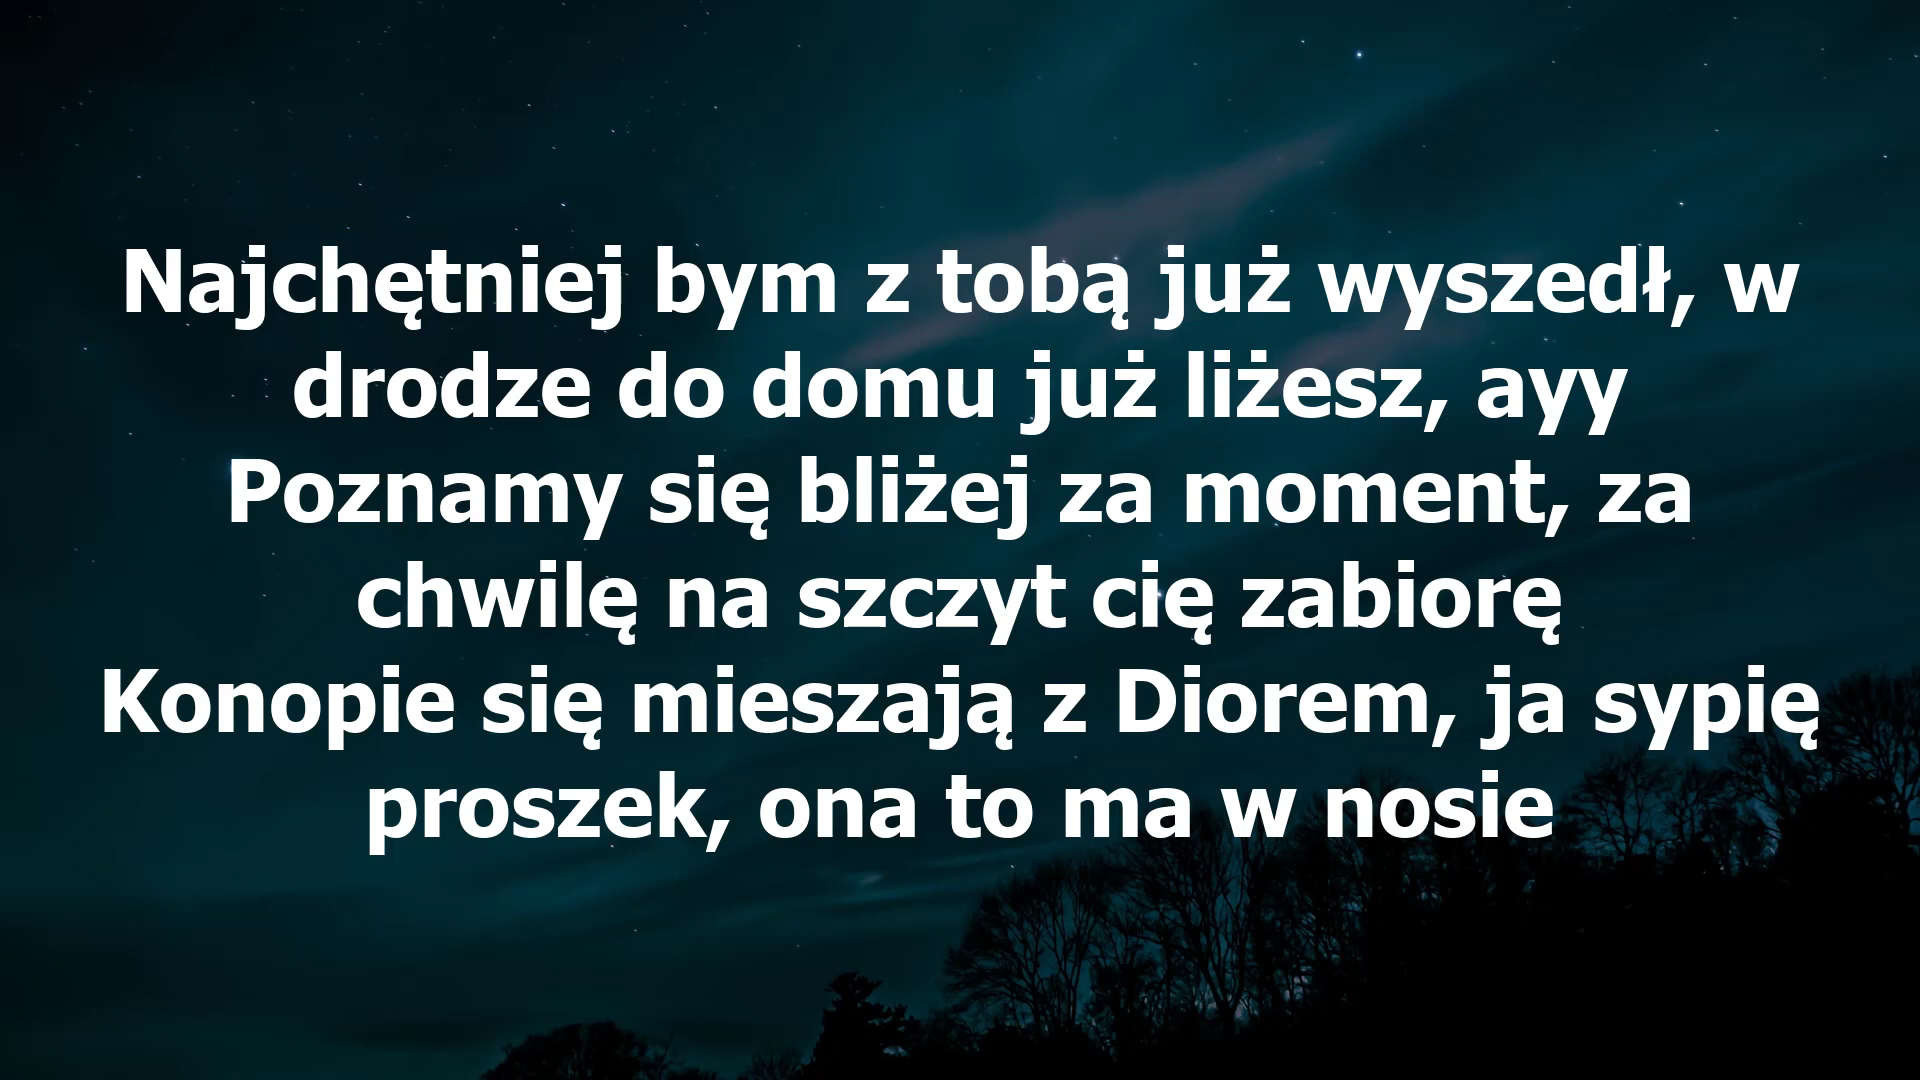 Najchętniej bym z tobą już wyszedł, w
drodze do domu już liżesz, ayy
Poznamy się bliżej za moment, za
chwilę na szczyt cię zabiorę
Konopie się mieszają z Diorem, ja sypię
proszek, ona to ma w nosie